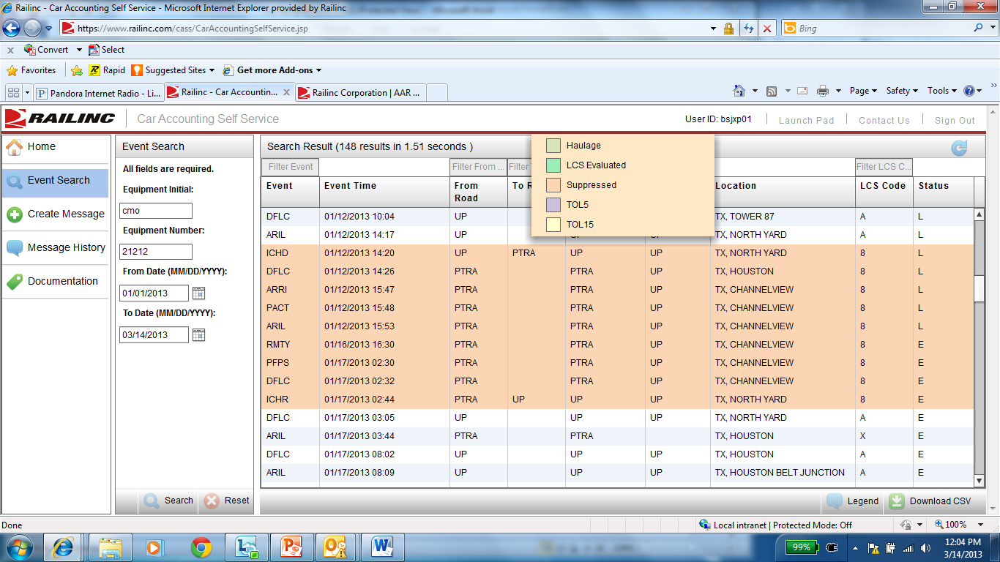 Railinc - Car Accounting Self Service - Microsoft Internet Explorer provided by Railinc
https://www.railinc.com/cass/CarAccountingSelfService.jsp
Bing
x Convert Select
Favorites Rapid Suggested Sites Get more Add-ons
Pandora Internet Radio - Li... Railinc - Car Accountin... x Railinc Corporation | AAR ... Page Safety Tools
RAILINC Car Accounting Self Service User ID: bsjxp01 Launch Pad Contact Us Sign Out
Home
Event Search
Create Message
Message History
Documentation
Event Search
All fields are required.
Equipment Initial:
cmo
Equipment Number:
21212
From Date (MM/DD/YYYY):
01/01/2013
To Date (MM/DD/YYYY):
03/14/2013
Search Reset
Search Result (148 results in 1.51 seconds )
Haulage
LCS Evaluated
Suppressed
TOL5
TOL15
Filter Event Filter From ... Filter Filter LCS C...
Event Event Time From Road To R Location LCS Code Status
DFLC 01/12/2013 10:04 UP TX, TOWER 87 A L
ARIL 01/12/2013 14:17 UP UP UP TX, NORTH YARD A L
ICHD 01/12/2013 14:20 UP PTRA UP UP TX, NORTH YARD 8 L
DFLC 01/12/2013 14:26 PTRA PTRA UP TX, HOUSTON 8 L
ARRI 01/12/2013 15:47 PTRA PTRA UP TX, CHANNELVIEW 8 L
PACT 01/12/2013 15:48 PTRA PTRA UP TX, CHANNELVIEW 8 L
ARIL 01/12/2013 15:53 PTRA PTRA UP TX, CHANNELVIEW 8 L
RMTY 01/16/2013 16:30 PTRA PTRA UP TX, CHANNELVIEW 8 E
PFPS 01/17/2013 02:30 PTRA PTRA UP TX, CHANNELVIEW 8 E
DFLC 01/17/2013 02:32 PTRA PTRA UP TX, CHANNELVIEW 8 E
ICHR 01/17/2013 02:44 PTRA UP UP UP TX, NORTH YARD 8 E
DFLC 01/17/2013 03:05 UP UP UP TX, NORTH YARD A E
ARIL 01/17/2013 03:44 PTRA PTRA TX, HOUSTON X E
DFLC 01/17/2013 08:02 UP UP UP TX, HOUSTON A E
ARIL 01/17/2013 08:09 UP UP UP TX, HOUSTON BELT JUNCTION A E
Legend Download CSV
Done Local intranet | Protected Mode: Off 100%
99% 12:04 PM
3/14/2013